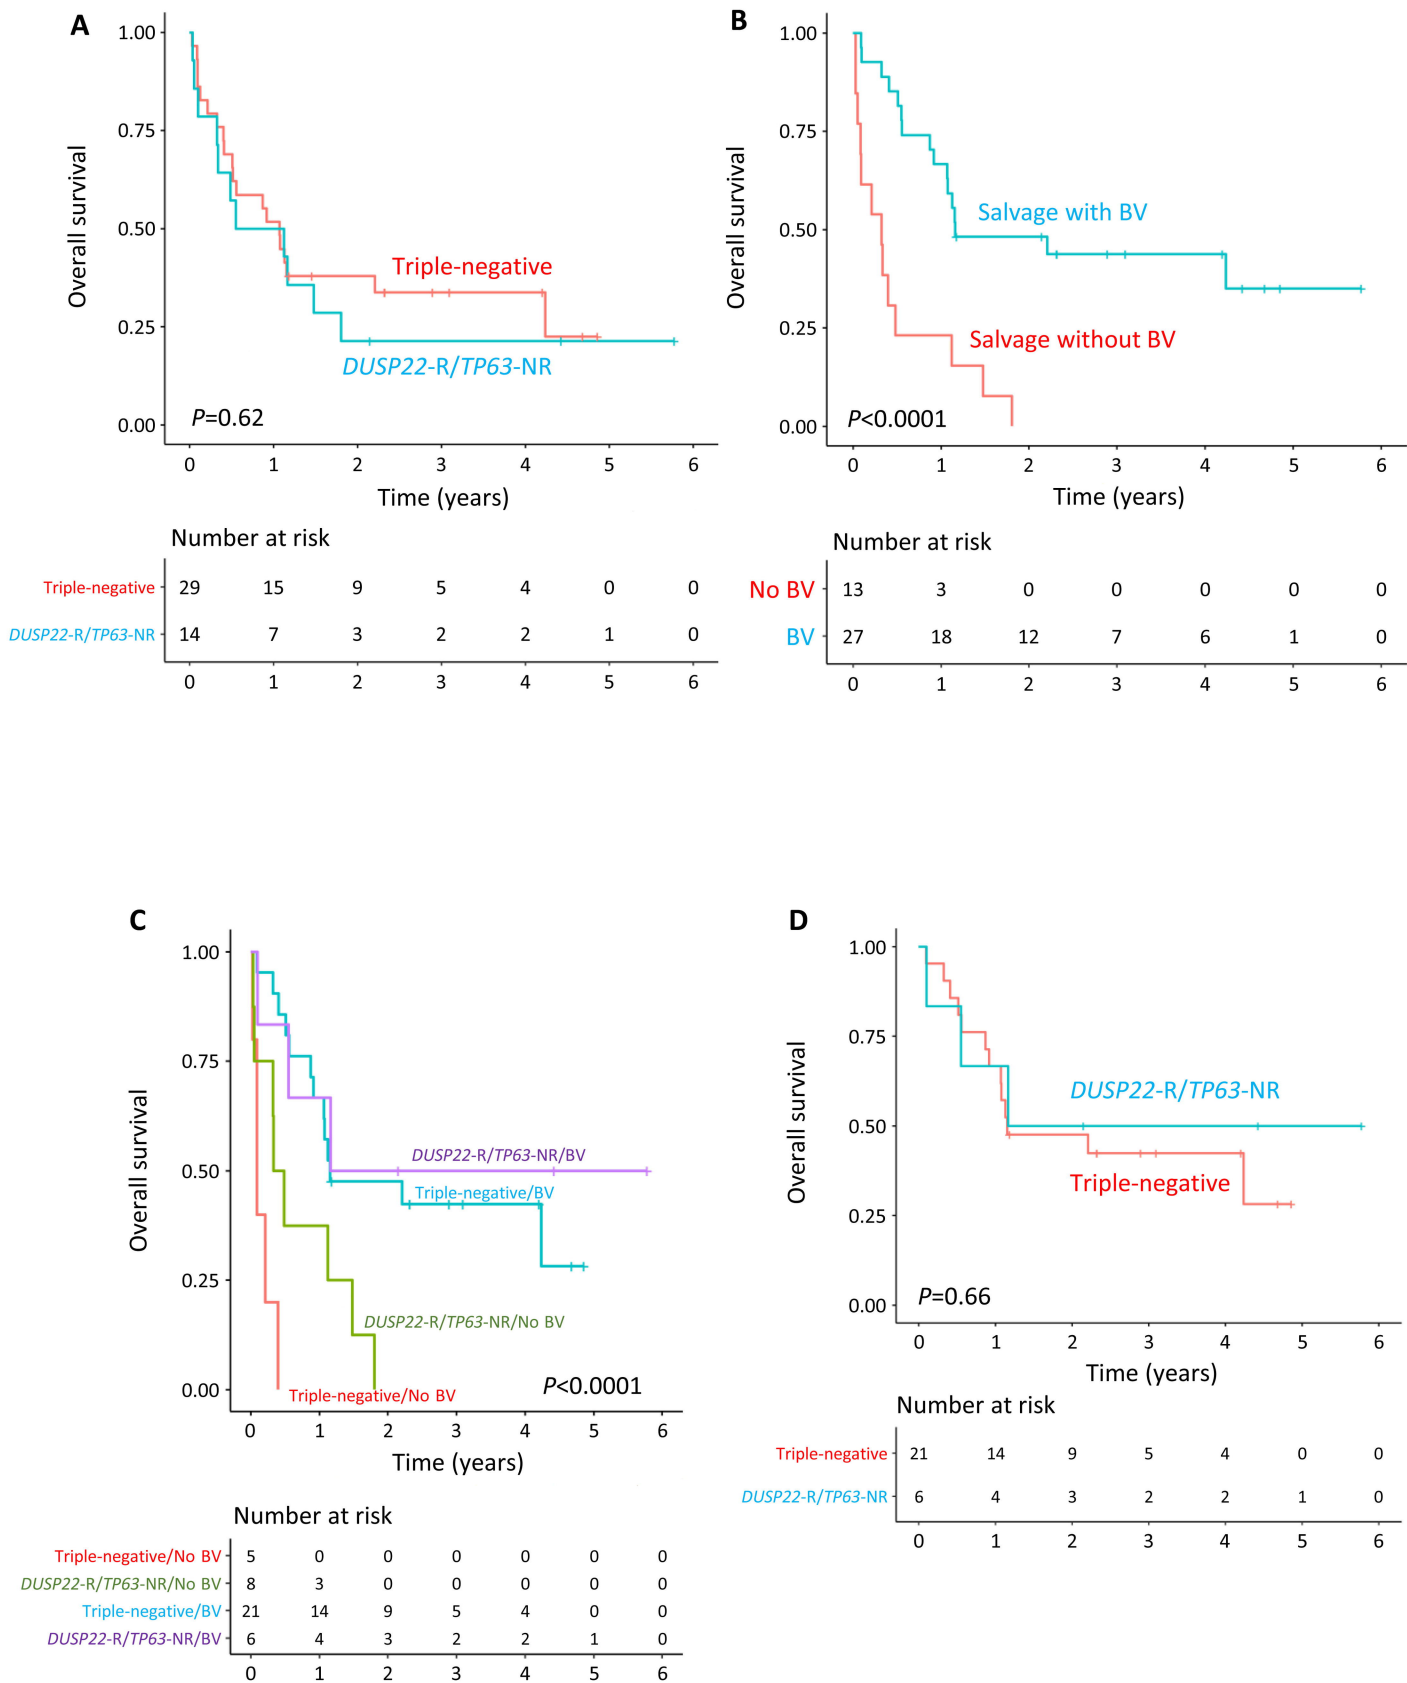 A
1.00
0.75
0.50
0.25
0.00
Overall survival
Triple-negative
DUSP22-R/TP63-NR
P=0.62
0 1 2 3 4 5 6
Time (years)
Number at risk
Triple-negative 29 15 9 5 4 0 0
DUSP22-R/TP63-NR 14 7 3 2 2 1 0
0 1 2 3 4 5 6
B
1.00
0.75
0.50
0.25
0.00
Overall survival
Salvage with BV
Salvage without BV
P<0.0001
0 1 2 3 4 5 6
Time (years)
Number at risk
No BV 13 3 0 0 0 0 0
BV 27 18 12 7 6 1 0
0 1 2 3 4 5 6
C
1.00
0.75
0.50
0.25
0.00
Overall survival
DUSP22-R/TP63-NR/BV
Triple-negative/BV
DUSP22-R/TP63-NR/No BV
Triple-negative/No BV
P<0.0001
0 1 2 3 4 5 6
Time (years)
Number at risk
Triple-negative/No BV 5 0 0 0 0 0 0
DUSP22-R/TP63-NR/No BV 8 3 0 0 0 0 0
Triple-negative/BV 21 14 9 5 4 0 0
DUSP22-R/TP63-NR/BV 6 4 3 2 2 1 0
0 1 2 3 4 5 6
D
1.00
0.75
0.50
0.25
0.00
Overall survival
DUSP22-R/TP63-NR
Triple-negative
P=0.66
0 1 2 3 4 5 6
Time (years)
Number at risk
Triple-negative 21 14 9 5 4 0 0
DUSP22-R/TP63-NR 6 4 3 2 2 1 0
0 1 2 3 4 5 6